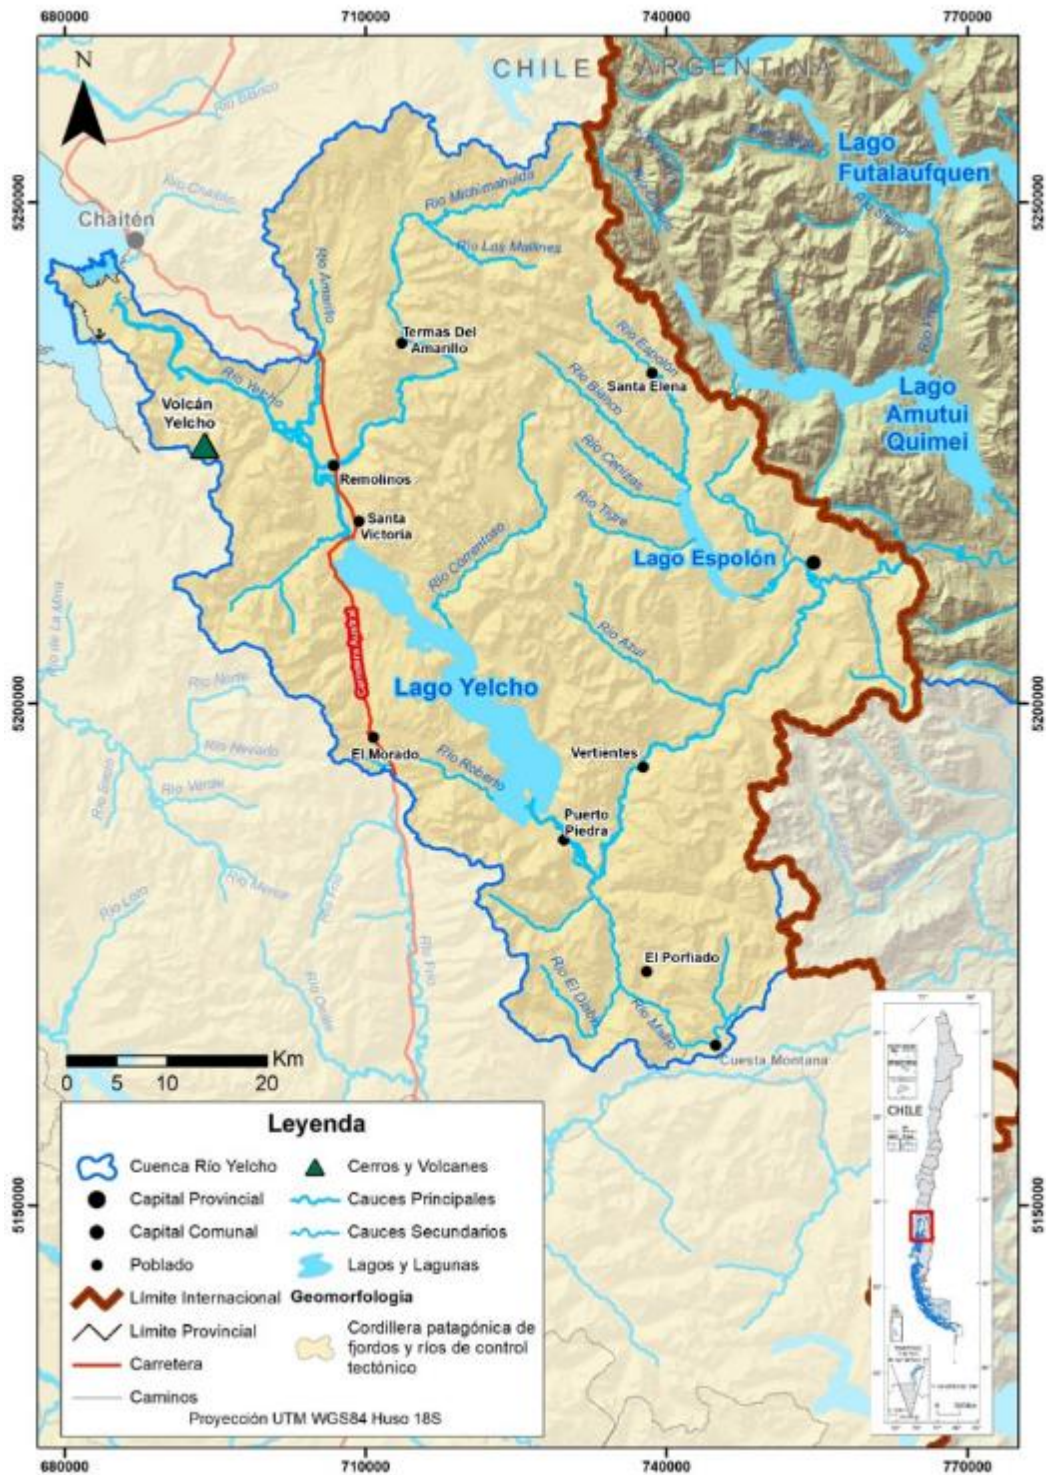 680000
710000
740000
770000
N
CHILE
ARGENTINA
Río Blanco
Lago
Futalaufquen
5250000
5250000
Río Chaitén
Chaitén
Río Michimahuida
Río Los Mallines
Río Amarillo
Termas Del
Amarillo
Río Espolón
Santa Elena
Río Blanco
Río Yelcho
Volcán
Yelcho
Lago
Amutui
Quimei
Río Cenizas
Remolinos
Río Tigre
Santa
Victoria
Río Correntoso
Lago Espolón
Carretera Austral
Río Azul
Lago Yelcho
Río Norte
5200000
5200000
Río Nevado
El Morado
Río Roberto
Vertientes
Río Verde
Puerto
Piedra
Río Loro
Río Frío
El Porfiado
Río El Diablo
Río Malito
Cuesta Montana
Km
0 5 10 20
Leyenda
Cuenca Río Yelcho
Cerros y Volcanes
Capital Provincial
Cauces Principales
Capital Comunal
Cauces Secundarios
Poblado
Lagos y Lagunas
Límite Internacional
Geomorfología
Límite Provincial
Cordillera patagónica de
fjordos y ríos de control
tectónico
Carretera
Caminos
Proyección UTM WGS84 Huso 18S
CHILE
5150000
5150000
680000
710000
740000
770000